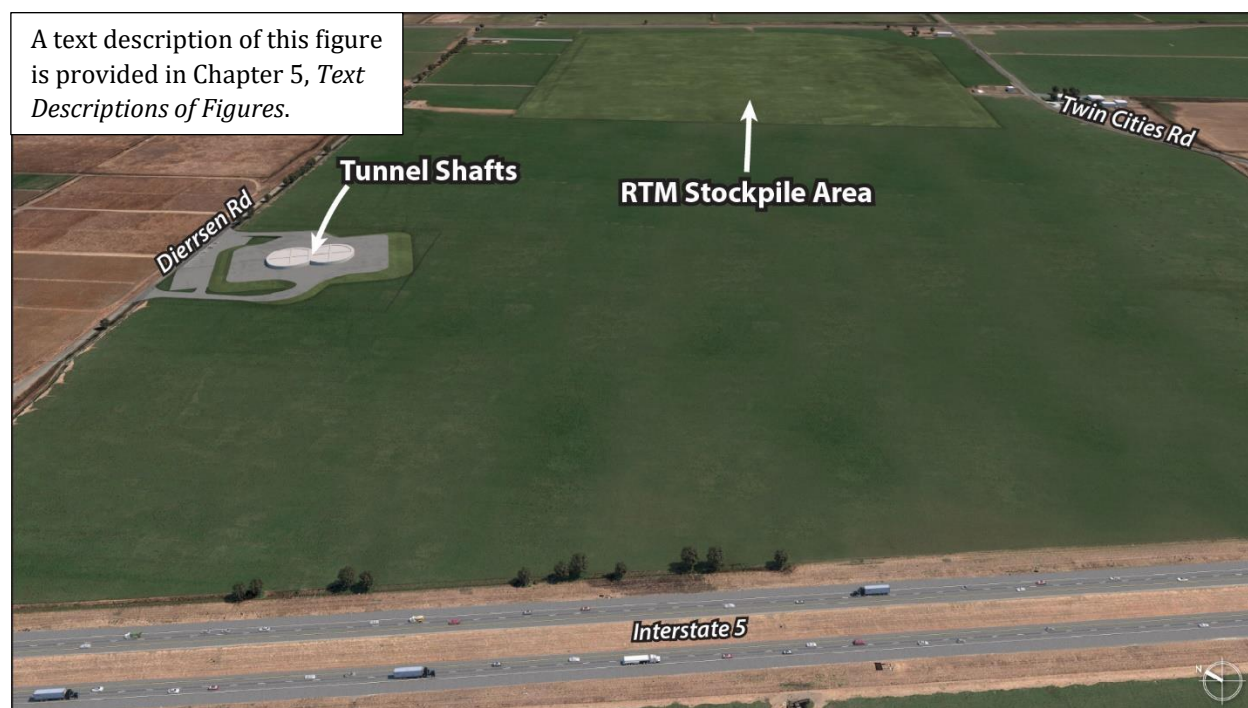 A text description of this figure
is provided in Chapter 5, Text
Descriptions of Figures.
Twin Cities Rd
Tunnel Shafts
RTM Stockpile Area
Dierrsen Rd
Interstate 5
N